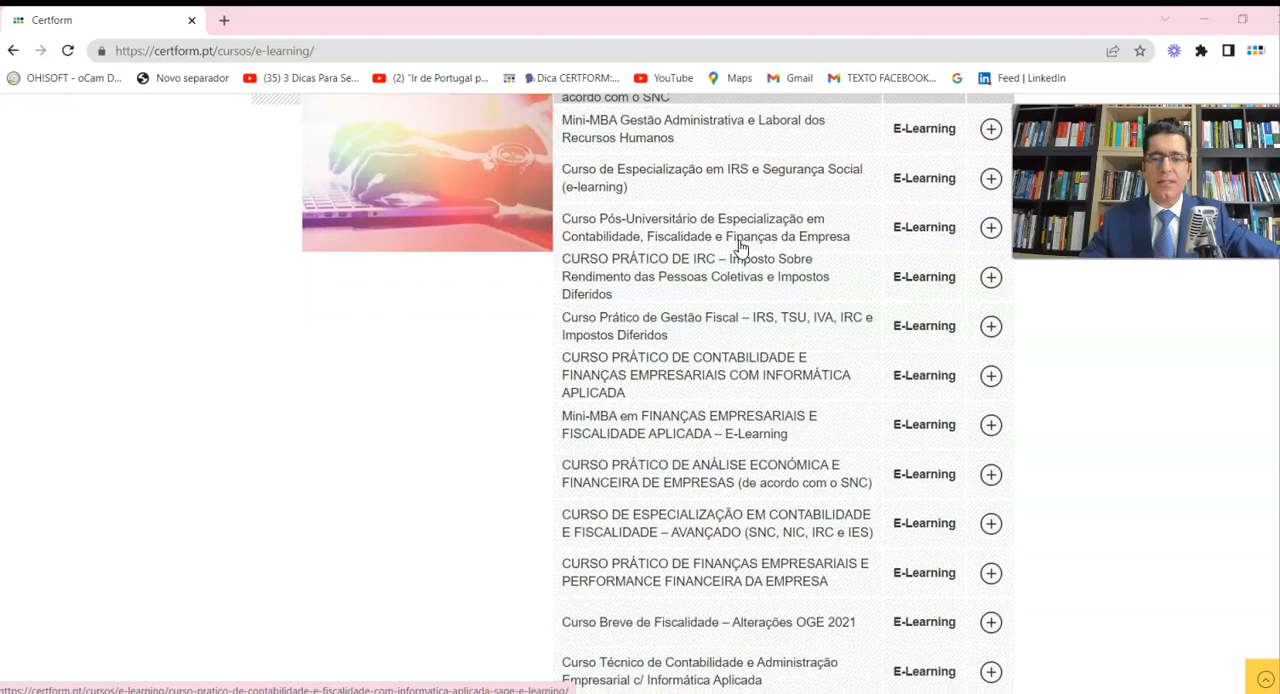 Certform
https://certform.pt/cursos/e-learning/
OHISOFT - oCam D...
Novo separador
(35) 3 Dicas Para Se...
(2) "Ir de Portugal p...
Dica CERTFORM:...
YouTube
Maps
Gmail
TEXTO FACEBOOK...
Feed | LinkedIn
acordo com o SNC
Mini-MBA Gestão Administrativa e Laboral dos
Recursos Humanos
E-Learning
Curso de Especialização em IRS e Segurança Social
(e-learning)
E-Learning
Curso Pós-Universitário de Especialização em
Contabilidade, Fiscalidade e Finanças da Empresa
E-Learning
CURSO PRÁTICO DE IRC – Imposto Sobre
Rendimento das Pessoas Coletivas e Impostos
Diferidos
E-Learning
Curso Prático de Gestão Fiscal – IRS, TSU, IVA, IRC e
Impostos Diferidos
E-Learning
CURSO PRÁTICO DE CONTABILIDADE E
FINANÇAS EMPRESARIAIS COM INFORMÁTICA
APLICADA
E-Learning
Mini-MBA em FINANÇAS EMPRESARIAIS E
FISCALIDADE APLICADA – E-Learning
E-Learning
CURSO PRÁTICO DE ANÁLISE ECONÓMICA E
FINANCEIRA DE EMPRESAS (de acordo com o SNC)
E-Learning
CURSO DE ESPECIALIZAÇÃO EM CONTABILIDADE
E FISCALIDADE – AVANÇADO (SNC, NIC, IRC e IES)
E-Learning
CURSO PRÁTICO DE FINANÇAS EMPRESARIAIS E
PERFORMANCE FINANCEIRA DA EMPRESA
E-Learning
Curso Breve de Fiscalidade – Alterações OGE 2021
E-Learning
Curso Técnico de Contabilidade e Administração
Empresarial c/ Informática Aplicada
E-Learning
https://certform.pt/cursos/e-learning/curso-pratico-de-contabilidade-e-fiscalidade-com-informatica-aplicada-sage-e-learning/